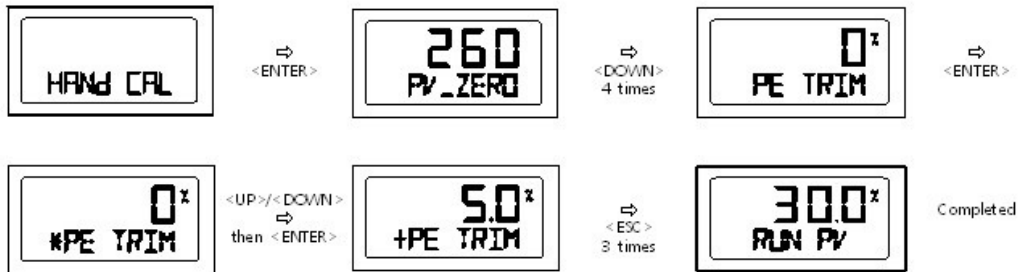 HANd CAL
⇨
<ENTER>
260
PV_ZERO
⇨
<DOWN>
4 times
0%
PE TRIM
⇨
<ENTER>
0%
*PE TRIM
<UP>/<DOWN>
⇨
then <ENTER>
5.0%
+PE TRIM
⇨
<ESC>
3 times
30.0%
RUN PV
Completed